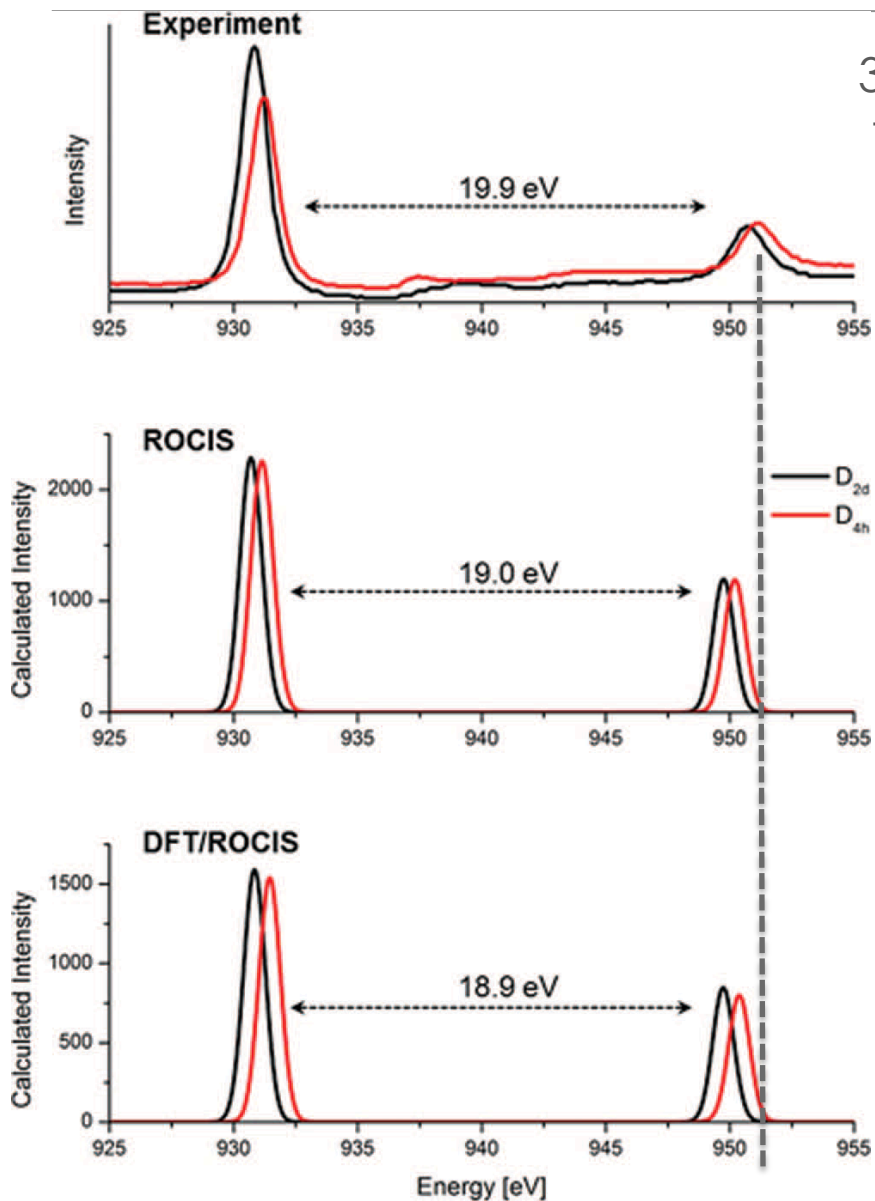 Experiment
3
Intensity
19.9 eV
925 930 935 940 945 950 955
ROCIS
Calculated Intensity
2000
1000
0
19.0 eV
D2d
D4h
925 930 935 940 945 950 955
DFT/ROCIS
Calculated Intensity
1500
1000
500
0
18.9 eV
925 930 935 940 945 950 955
Energy [eV]